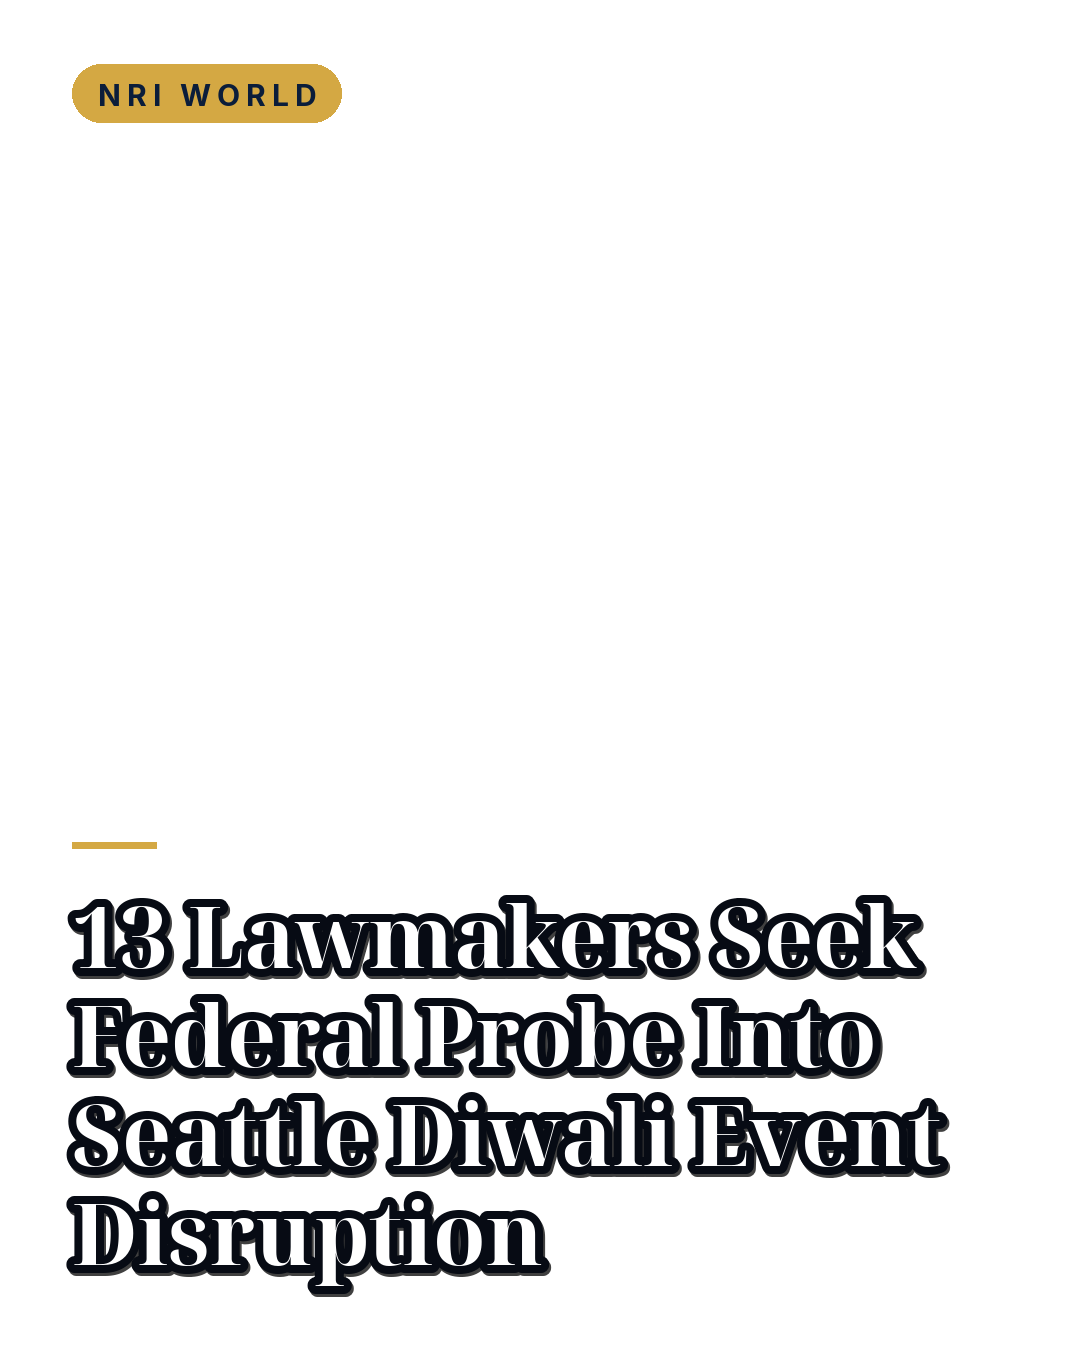 NRI WORLD
13 Lawmakers Seek
Federal Probe Into
Seattle Diwali Event
Disruption